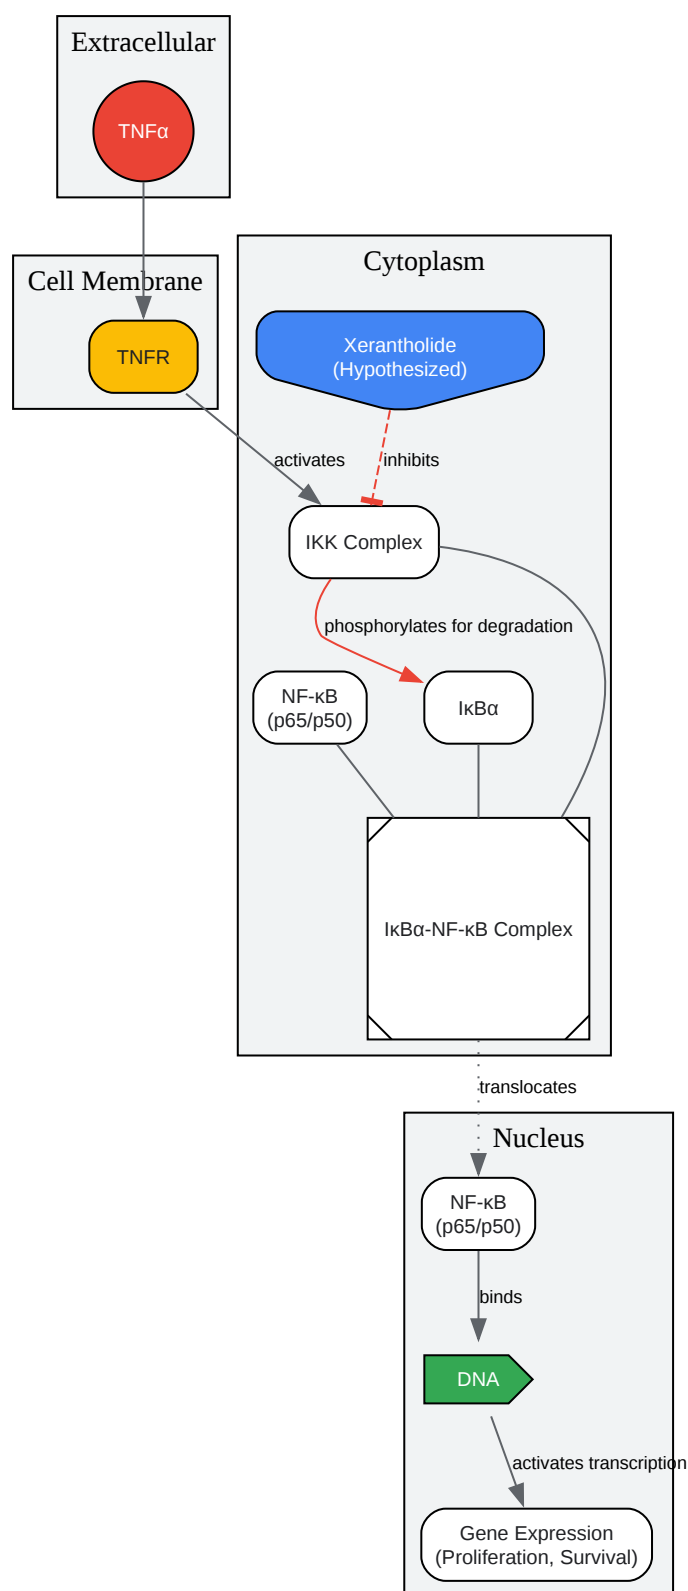 Extracellular
TNFα
Cell Membrane
TNFR
Cytoplasm
Xerantholide
(Hypothesized)
activates
inhibits
IKK Complex
phosphorylates for degradation
NF-κB
(p65/p50)
IκBα
IκBα-NF-κB Complex
translocates
Nucleus
NF-κB
(p65/p50)
binds
DNA
activates transcription
Gene Expression
(Proliferation, Survival)